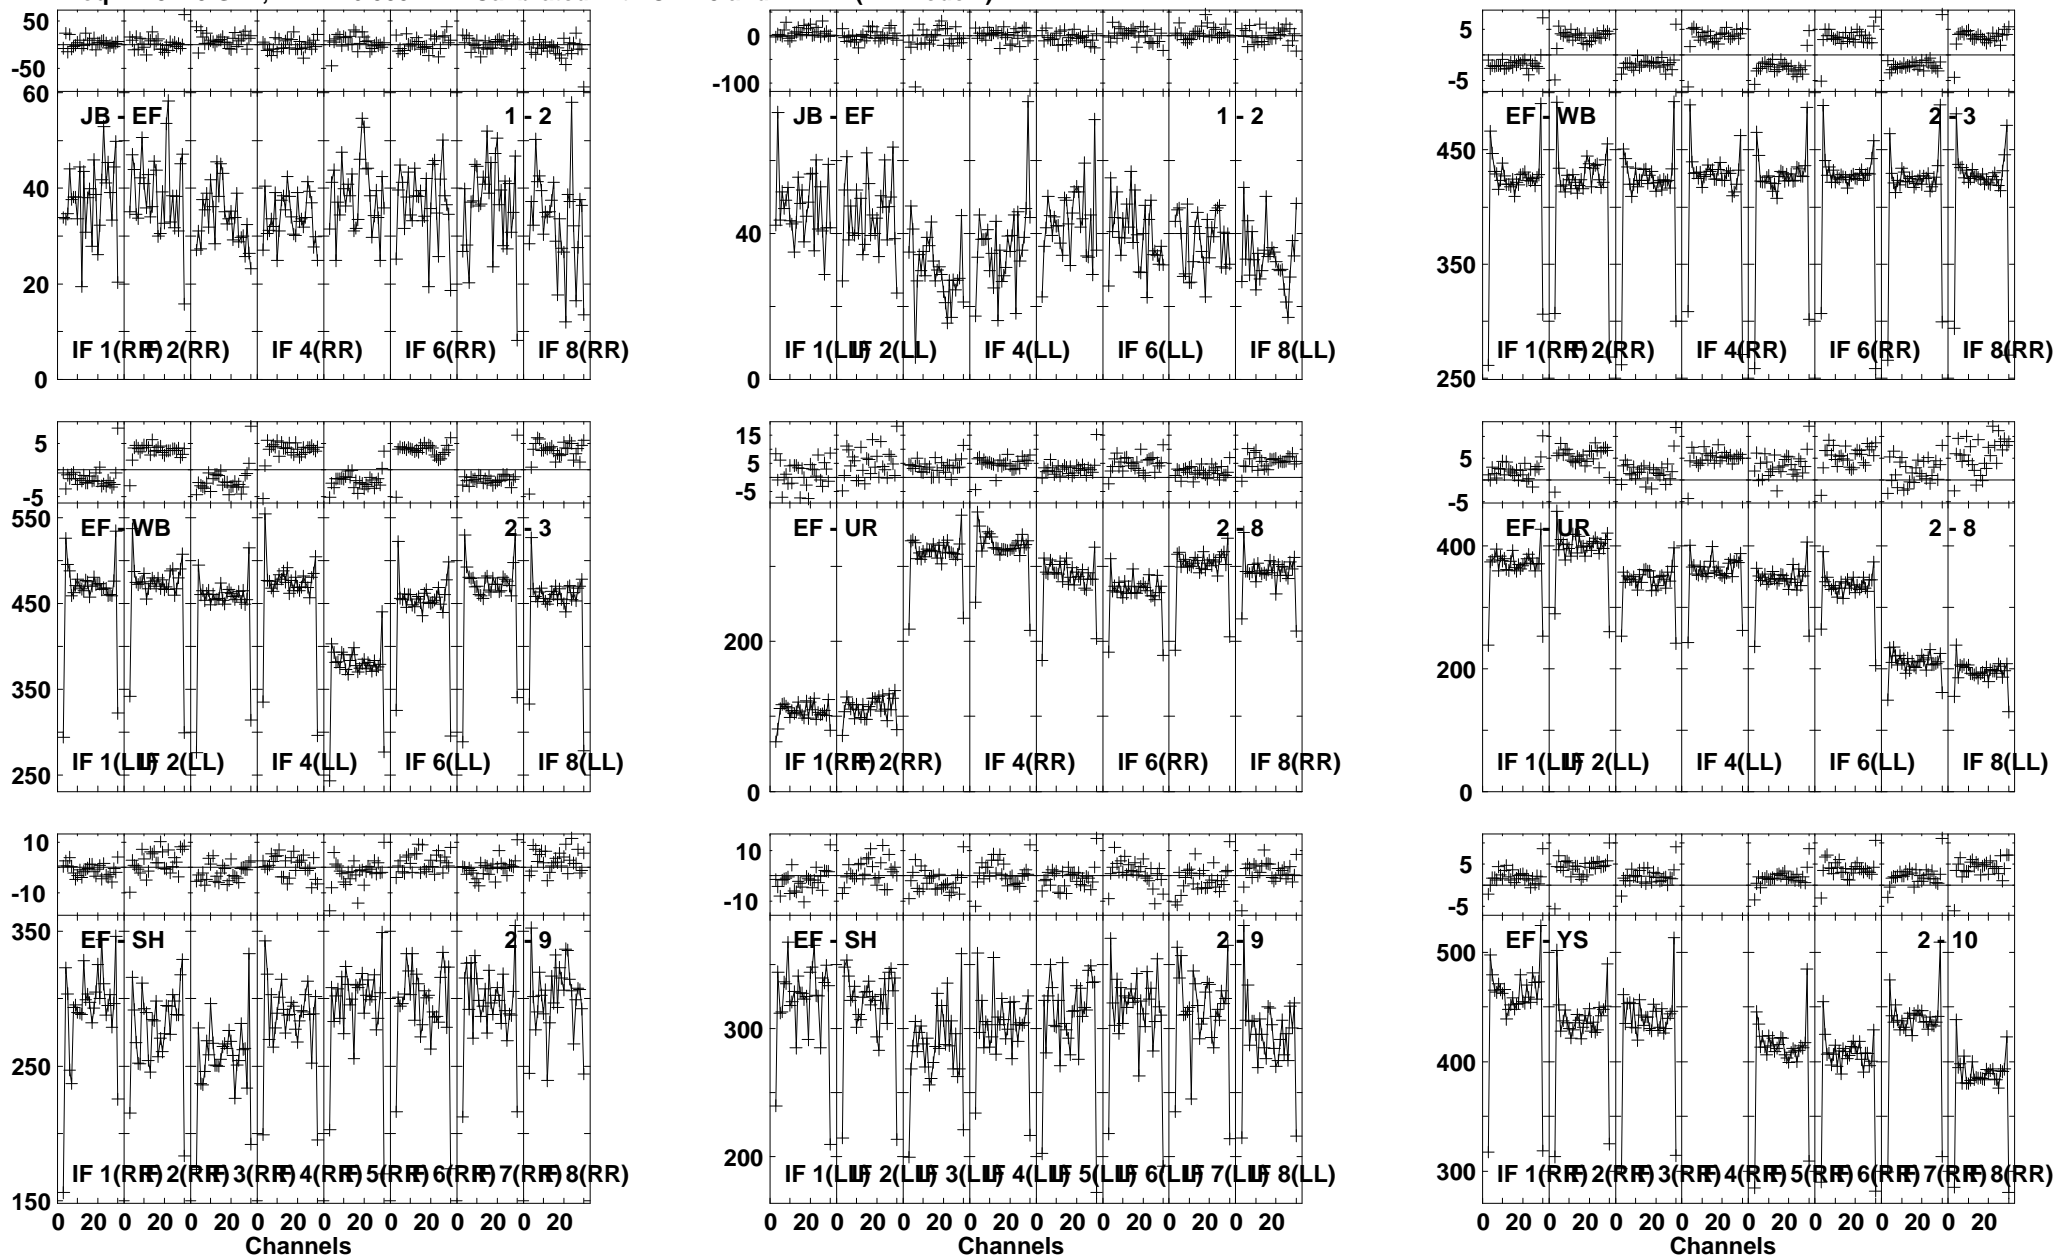 50
-50
60
40
20
0
JB - EF 1 - 2
IF 1(RR) IF 2(RR) IF 4(RR) IF 6(RR) IF 8(RR)
0
-100
40
0
JB - EF 1 - 2
IF 1(LL) IF 2(LL) IF 4(LL) IF 6(LL) IF 8(LL)
5
-5
450
350
250
EF - WB 2 - 3
IF 1(RR) IF 2(RR) IF 4(RR) IF 6(RR) IF 8(RR)
5
-5
550
450
350
250
EF - WB 2 - 3
IF 1(LL) IF 2(LL) IF 4(LL) IF 6(LL) IF 8(LL)
15
5
-5
200
0
EF - UR 2 - 8
IF 1(RR) IF 2(RR) IF 4(RR) IF 6(RR) IF 8(RR)
5
-5
400
200
0
EF - UR 2 - 8
IF 1(LL) IF 2(LL) IF 4(LL) IF 6(LL) IF 8(LL)
10
-10
350
250
150
EF - SH 2 - 9
IF 1(RR) IF 2(RR) IF 3(RR) IF 4(RR) IF 5(RR) IF 6(RR) IF 7(RR) IF 8(RR)
0 20 0 20 0 20 0 20 0 20 0 20 0 20 0 20
Channels
10
-10
300
200
EF - SH 2 - 9
IF 1(LL) IF 2(LL) IF 3(LL) IF 4(LL) IF 5(LL) IF 6(LL) IF 7(LL) IF 8(LL)
0 20 0 20 0 20 0 20 0 20 0 20 0 20 0 20
Channels
5
-5
500
400
300
EF - YS 2 - 10
IF 1(RR) IF 2(RR) IF 3(RR) IF 4(RR) IF 5(RR) IF 6(RR) IF 7(RR) IF 8(RR)
0 20 0 20 0 20 0 20 0 20 0 20 0 20 0 20
Channels